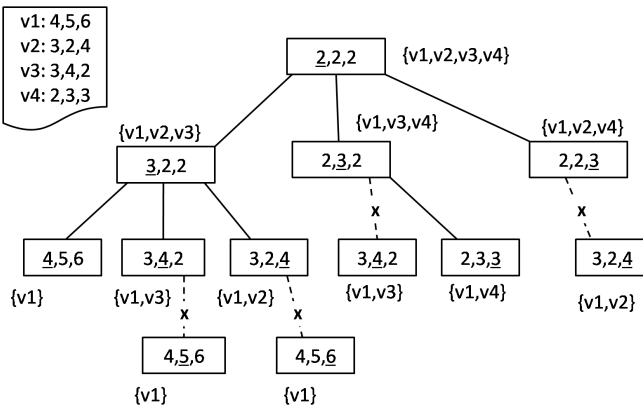 v1: 4,5,6
v2: 3,2,4
v3: 3,4,2
v4: 2,3,3
2,2,2
{v1,v2,v3,v4}
{v1,v2,v3}
{v1,v3,v4}
{v1,v2,v4}
3,2,2
2,3,2
2,2,3
x
x
4,5,6
3,4,2
3,2,4
3,4,2
2,3,3
3,2,4
{v1}
{v1,v3}
{v1,v2}
{v1,v3}
{v1,v4}
{v1,v2}
x
x
4,5,6
4,5,6
{v1}
{v1}